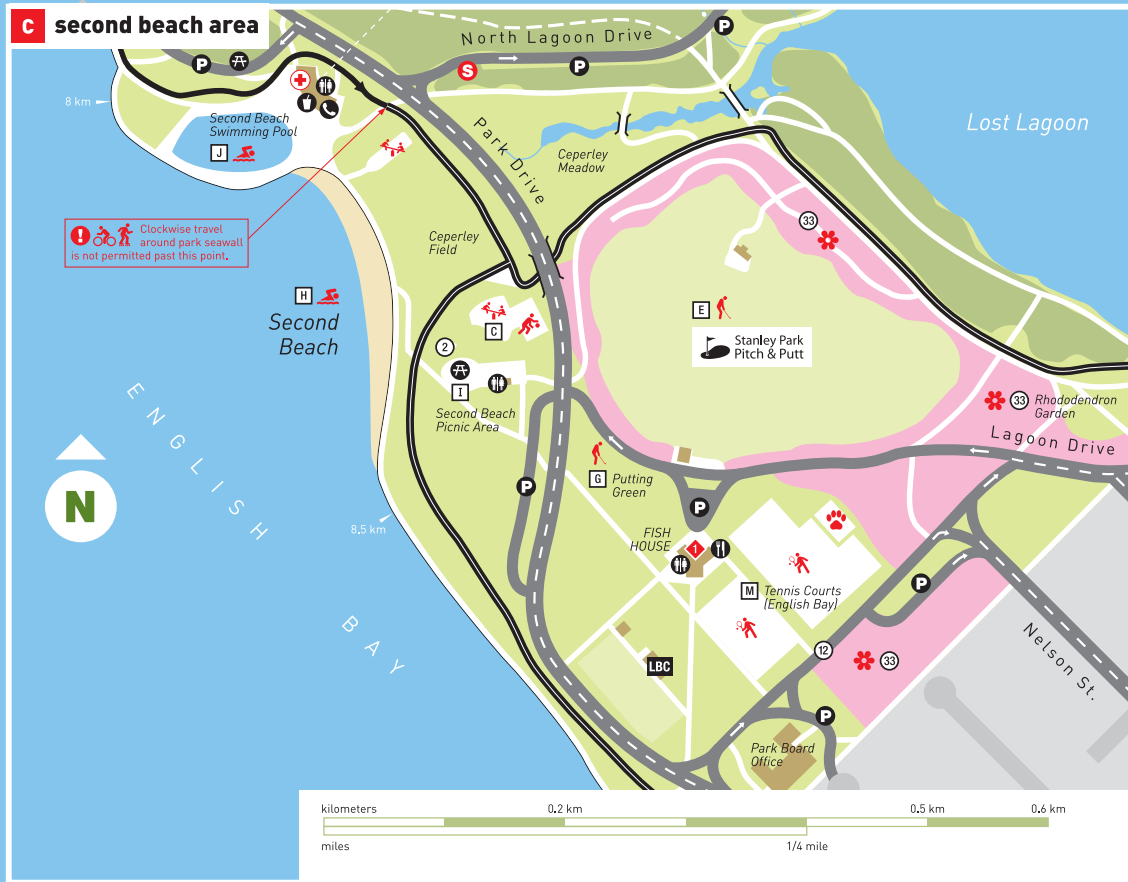 C second beach area
North Lagoon Drive
P
P
P
S
8 km
Second Beach
Swimming Pool
J
Park Drive
Ceperley
Meadow
Lost Lagoon
! Clockwise travel
around park seawall
is not permitted past this point.
Ceperley
Field
33
H
Second
Beach
C
E
Stanley Park
Pitch & Putt
2
I
Second Beach
Picnic Area
33 Rhododendron
Garden
Lagoon Drive
ENGLISH BAY
N
8.5 km
P
G Putting
Green
P
FISH
HOUSE
1
M Tennis Courts
(English Bay)
P
Nelson St.
12
33
LBC
P
Park Board
Office
kilometers 0.2 km 0.5 km 0.6 km
miles 1/4 mile